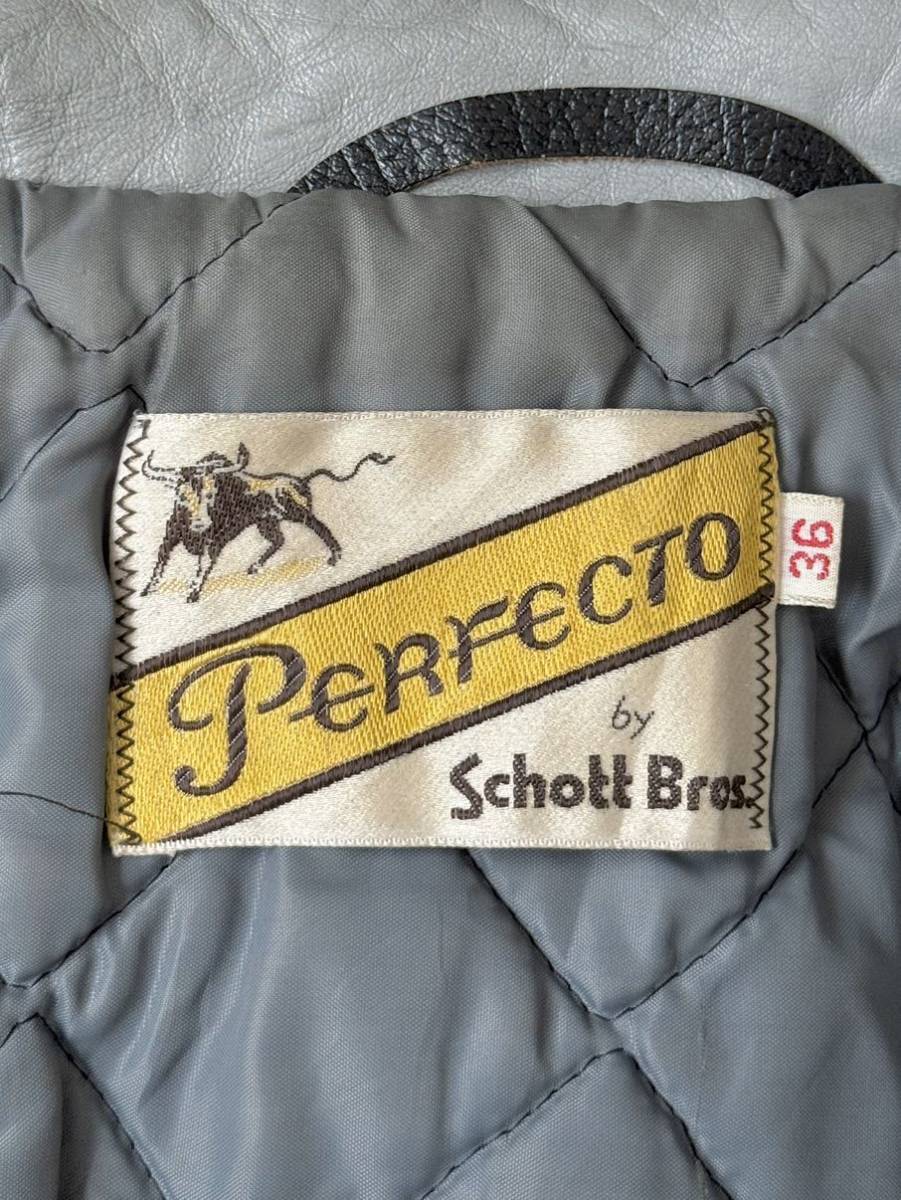 PERFECTO
by
Schott Bros.
36